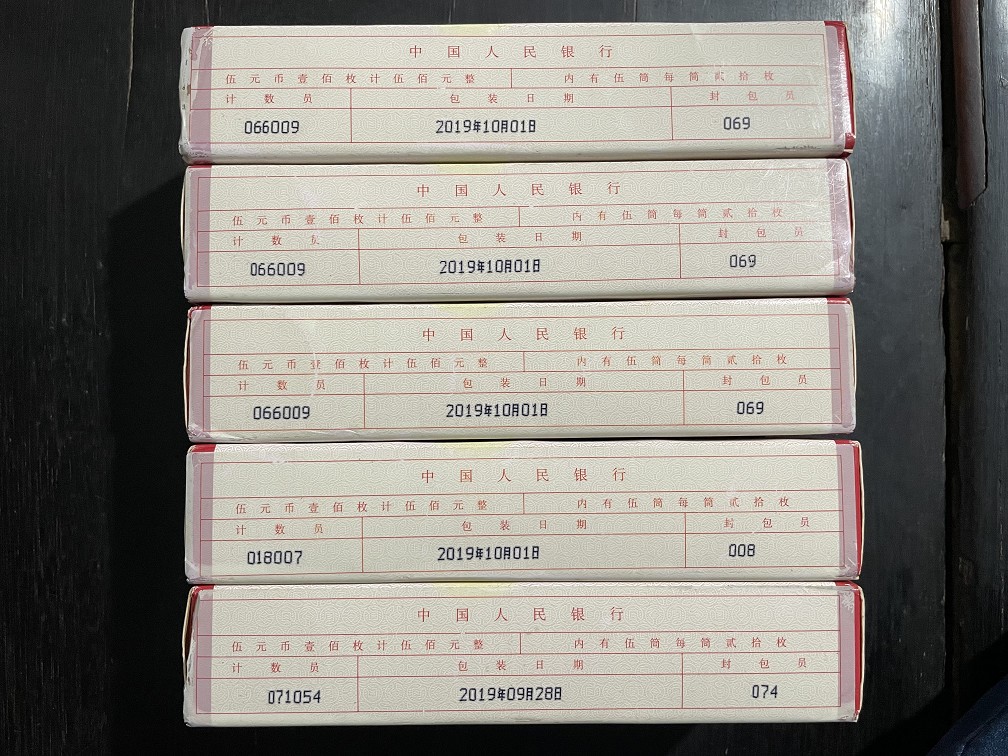 中国人民银行
伍元币壹佰枚计伍佰元整 内有伍筒每筒贰拾枚
计数员 包装日期 封包员
066009 2019年10月01日 069
中国人民银行
伍元币壹佰枚计伍佰元整 内有伍筒每筒贰拾枚
计数员 包装日期 封包员
066009 2019年10月01日 069
中国人民银行
伍元币壹佰枚计伍佰元整 内有伍筒每筒贰拾枚
计数员 包装日期 封包员
066009 2019年10月01日 069
中国人民银行
伍元币壹佰枚计伍佰元整 内有伍筒每筒贰拾枚
计数员 包装日期 封包员
018007 2019年10月01日 008
中国人民银行
伍元币壹佰枚计伍佰元整 内有伍筒每筒贰拾枚
计数员 包装日期 封包员
071054 2019年09月28日 074